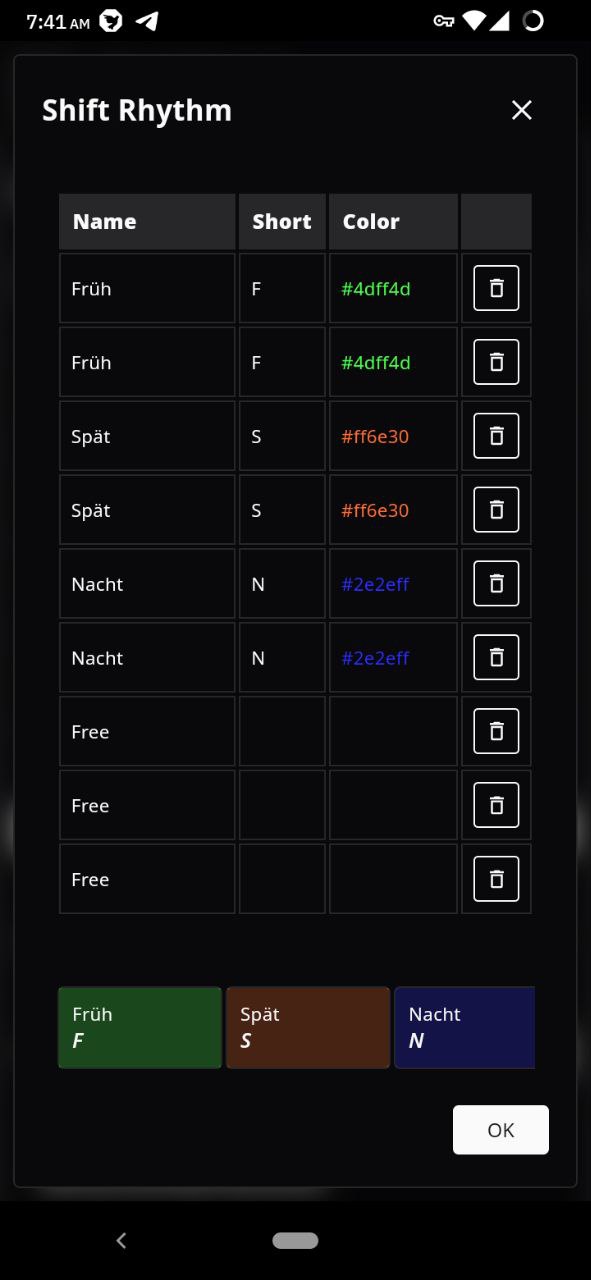 7:41 AM
Shift Rhythm
Name Short Color
Früh F #4dff4d
Früh F #4dff4d
Spät S #ff6e30
Spät S #ff6e30
Nacht N #2e2eff
Nacht N #2e2eff
Free
Free
Free
Früh Spät Nacht
F S N
OK